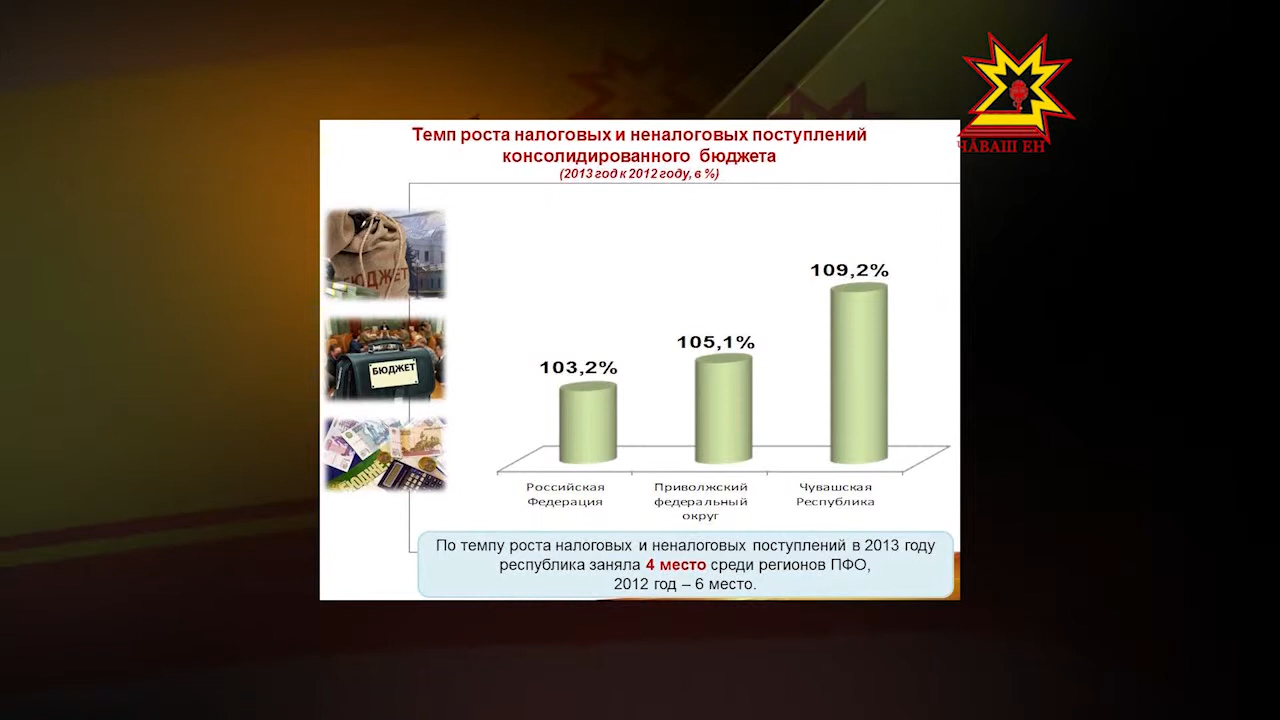 ЧӐВАШ ЕН
Темп роста налоговых и неналоговых поступлений
консолидированного бюджета
(2013 год к 2012 году, в %)
БЮДЖЕТ
БЮДЖЕТ
109,2%
105,1%
103,2%
Российская
Федерация
Приволжский
федеральный
округ
Чувашская
Республика
По темпу роста налоговых и неналоговых поступлений в 2013 году
республика заняла 4 место среди регионов ПФО,
2012 год – 6 место.